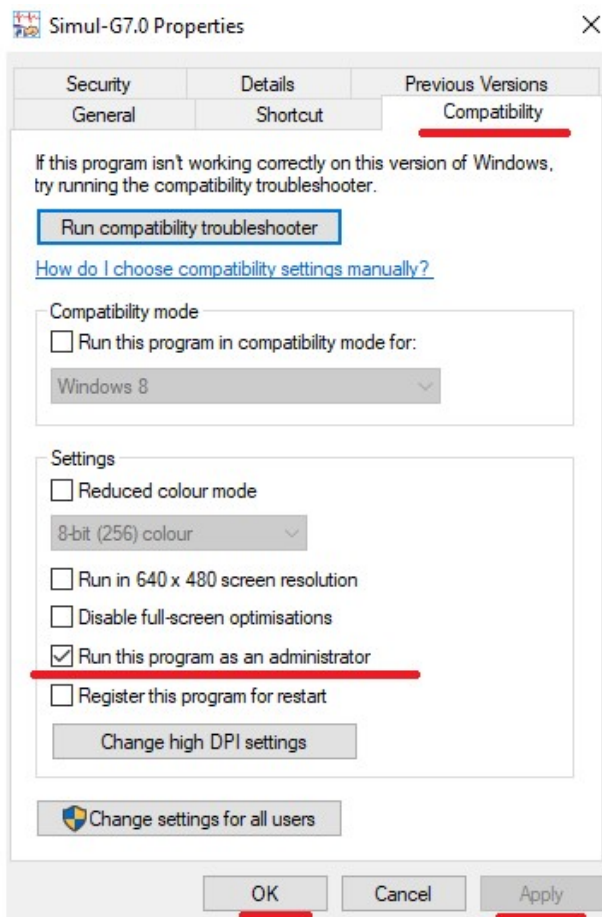 Simul-G7.0 Properties
Security Details Previous Versions
General Shortcut Compatibility
If this program isn't working correctly on this version of Windows,
try running the compatibility troubleshooter.
Run compatibility troubleshooter
How do I choose compatibility settings manually?
Compatibility mode
Run this program in compatibility mode for:
Windows 8
Settings
Reduced colour mode
8-bit (256) colour
Run in 640 x 480 screen resolution
Disable full-screen optimisations
Run this program as an administrator
Register this program for restart
Change high DPI settings
Change settings for all users
OK Cancel Apply